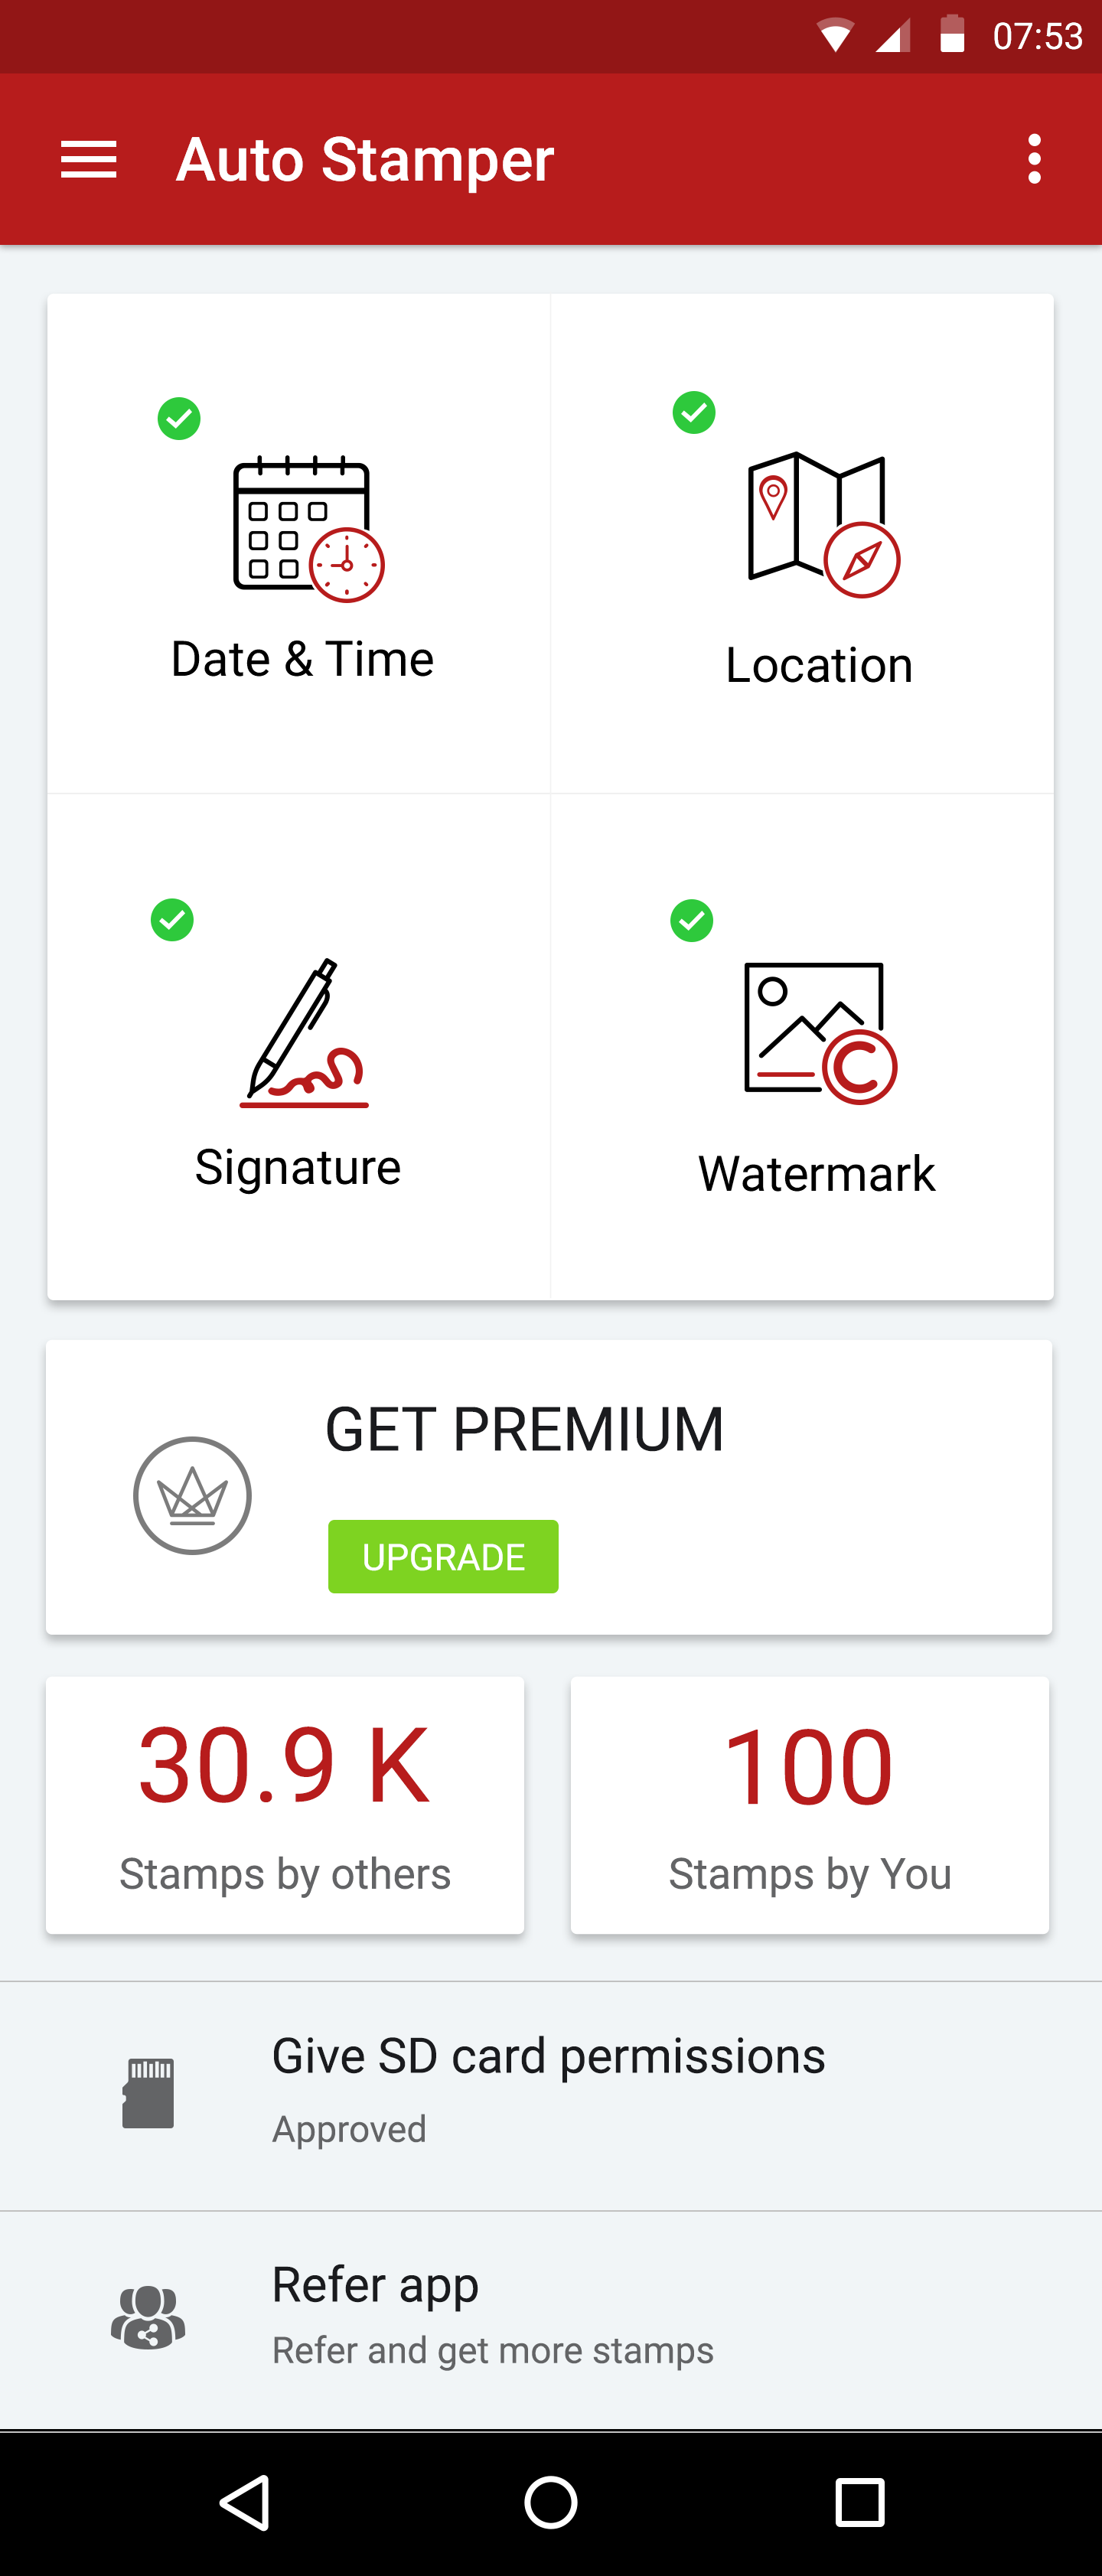 07:53
Auto Stamper
Date & Time
Location
Signature
Watermark
GET PREMIUM
UPGRADE
30.9 K
Stamps by others
100
Stamps by You
Give SD card permissions
Approved
Refer app
Refer and get more stamps